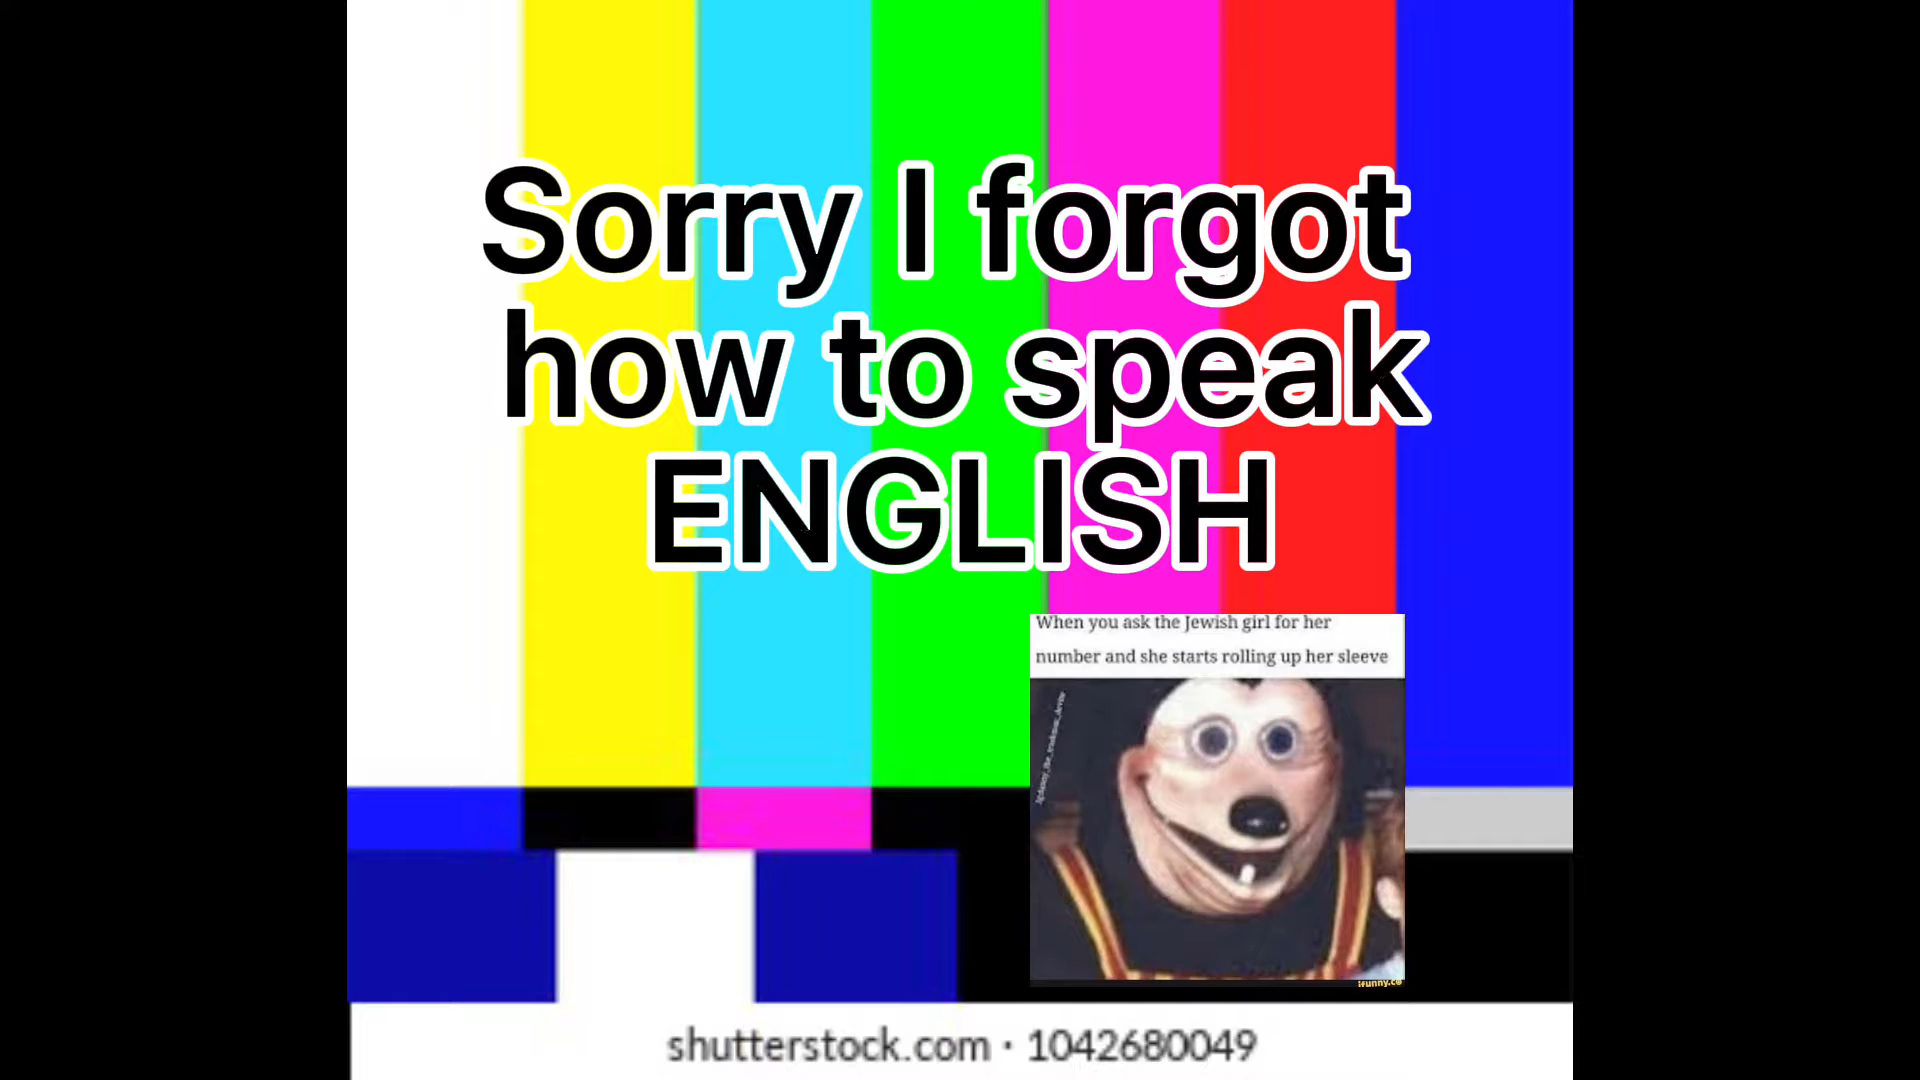 Sorry I forgot
how to speak
ENGLISH
When you ask the Jewish girl for her
number and she starts rolling up her sleeve
ifunny.co
shutterstock.com · 1042680049